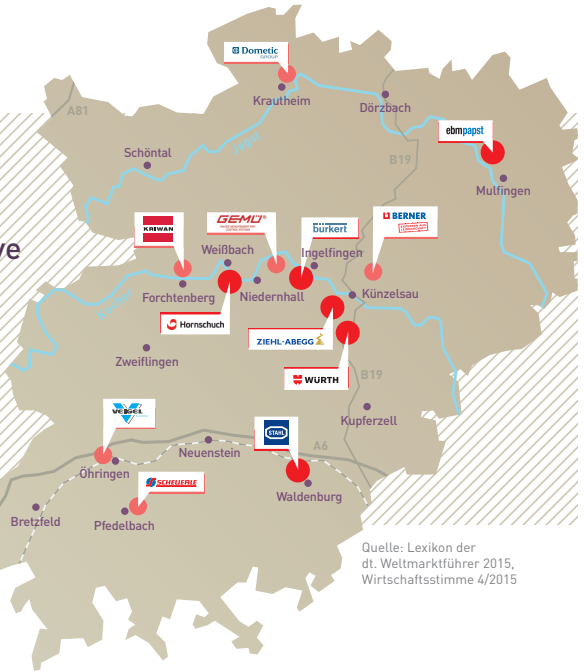 Dometic
GROUP
Krautheim
A81
Dörzbach
ebmpapst
Jagst
B19
Schöntal
Mulfingen
KRIWAN
GEMÜ
bürkert
BERNER
ve
Weißbach
Ingelfingen
Forchtenberg
Niedernhall
Künzelsau
Kocher
Hornschuch
ZIEHL-ABEGG
Zweiflingen
WÜRTH
B19
VEIGEL
STAHL
Kupferzell
Neuenstein
A6
Öhringen
SCHEUERLE
Waldenburg
Bretzfeld
Pfedelbach
Quelle: Lexikon der
dt. Weltmarktführer 2015,
Wirtschaftsstimme 4/2015